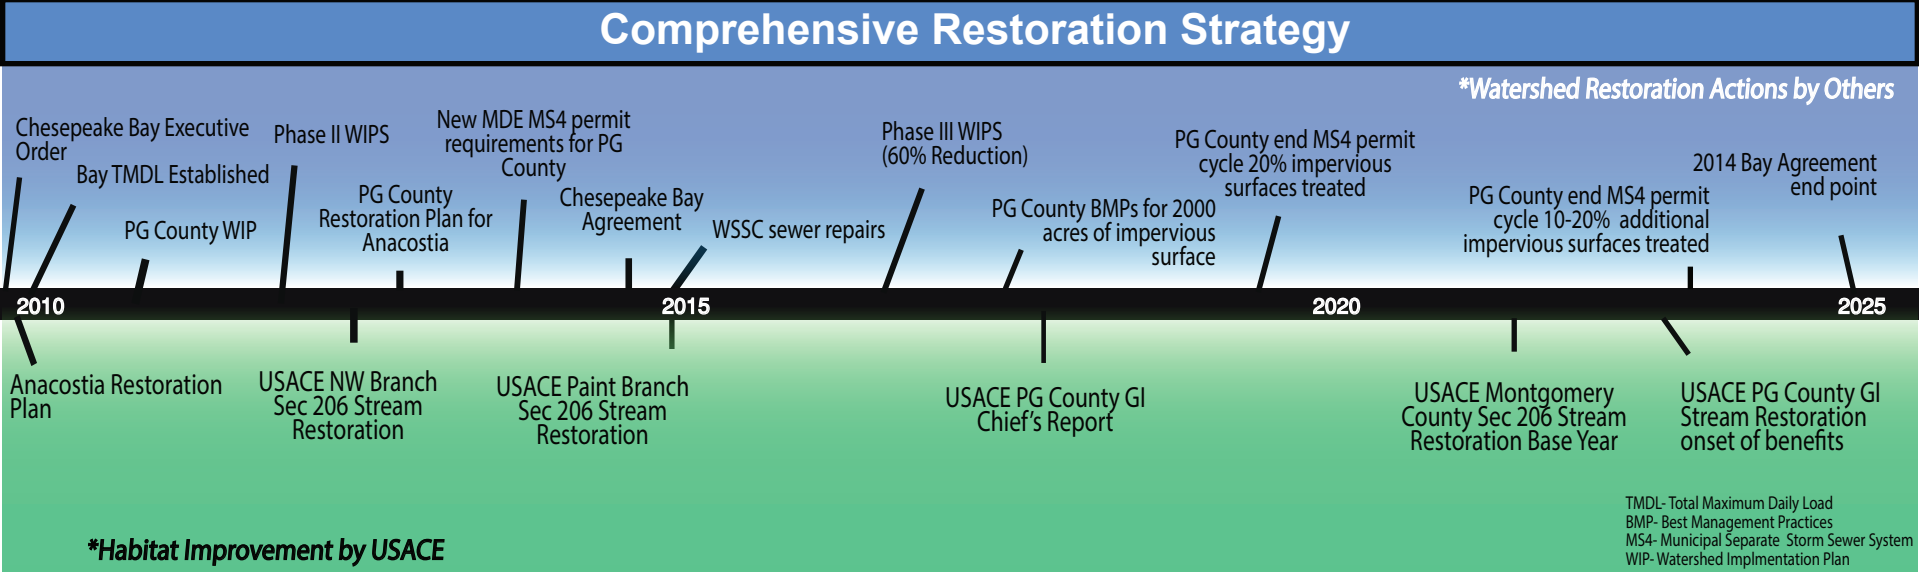 Comprehensive Restoration Strategy
*Watershed Restoration Actions by Others
Chesepeake Bay Executive
Order
Bay TMDL Established
PG County WIP
Phase II WIPS
PG County
Restoration Plan for
Anacostia
New MDE MS4 permit
requirements for PG
County
Chesepeake Bay
Agreement
WSSC sewer repairs
Phase III WIPS
(60% Reduction)
PG County BMPs for 2000
acres of impervious
surface
PG County end MS4 permit
cycle 20% impervious
surfaces treated
PG County end MS4 permit
cycle 10-20% additional
impervious surfaces treated
2014 Bay Agreement
end point
2010
2015
2020
2025
Anacostia Restoration
Plan
USACE NW Branch
Sec 206 Stream
Restoration
USACE Paint Branch
Sec 206 Stream
Restoration
USACE PG County GI
Chief's Report
USACE Montgomery
County Sec 206 Stream
Restoration Base Year
USACE PG County GI
Stream Restoration
onset of benefits
*Habitat Improvement by USACE
TMDL- Total Maximum Daily Load
BMP- Best Management Practices
MS4- Municipal Separate Storm Sewer System
WIP- Watershed Implmentation Plan